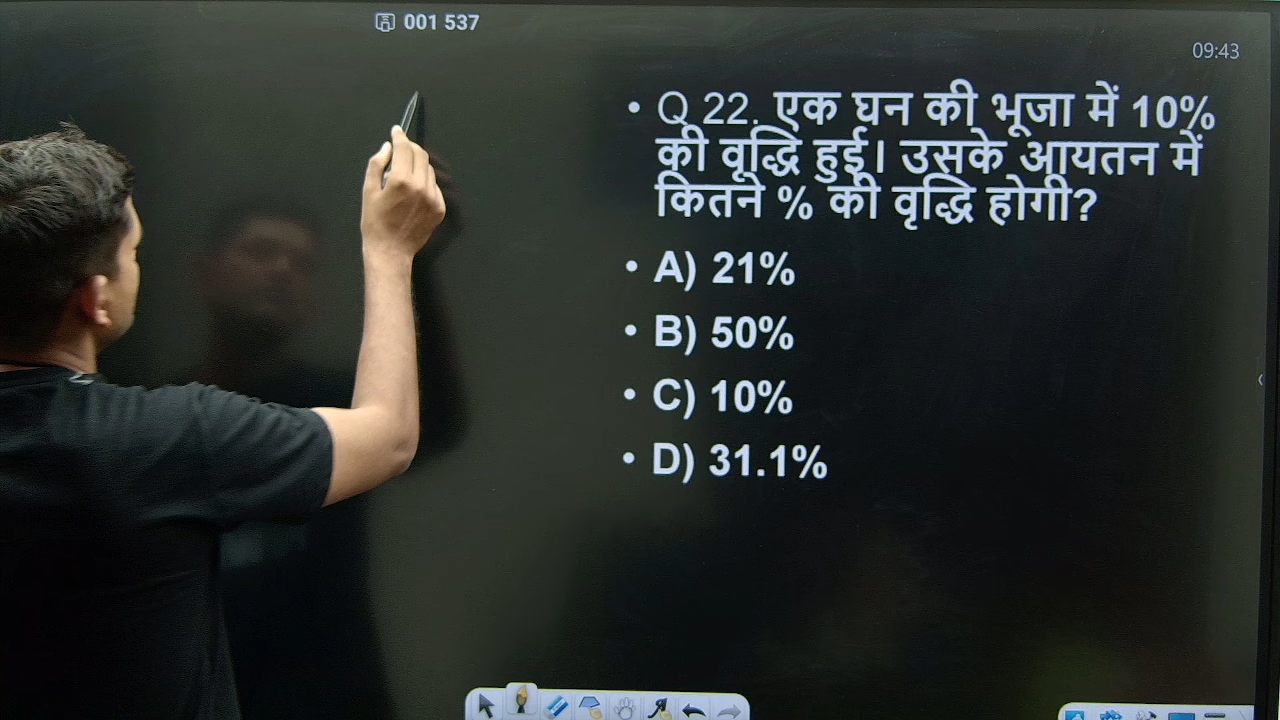 001 537
09:43
• Q 22. एक घन की भूजा में 10%
की वृद्धि हुई। उसके आयतन में
कितने % की वृद्धि होगी?
• A) 21%
• B) 50%
• C) 10%
• D) 31.1%